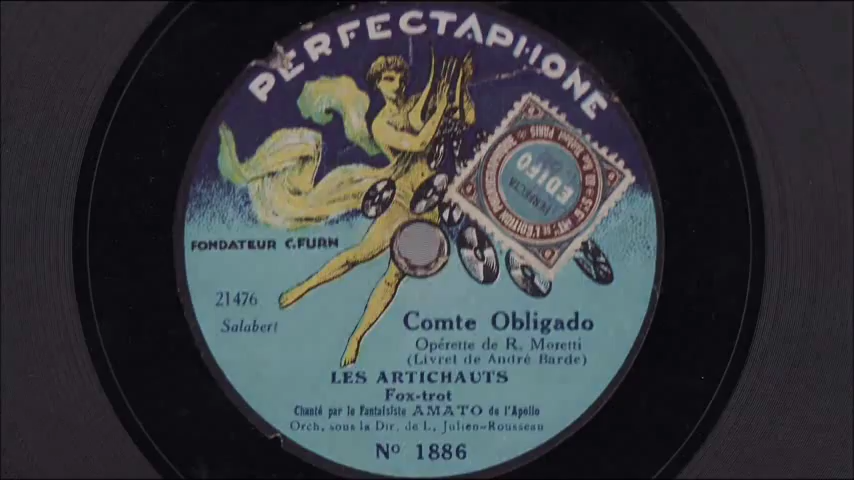 PERFECTAPHONE
EDIFO
PERFECTA
FONDATEUR C.FURN
21476
Salabert
Comte Obligado
Opérette de R. Moretti
(Livret de André Barde)
LES ARTICHAUTS
Fox-trot
Chanté par le Fantaisiste AMATO de l'Apollo
Orch. sous la Dir. de L. Julien-Rousseau
Nº 1886